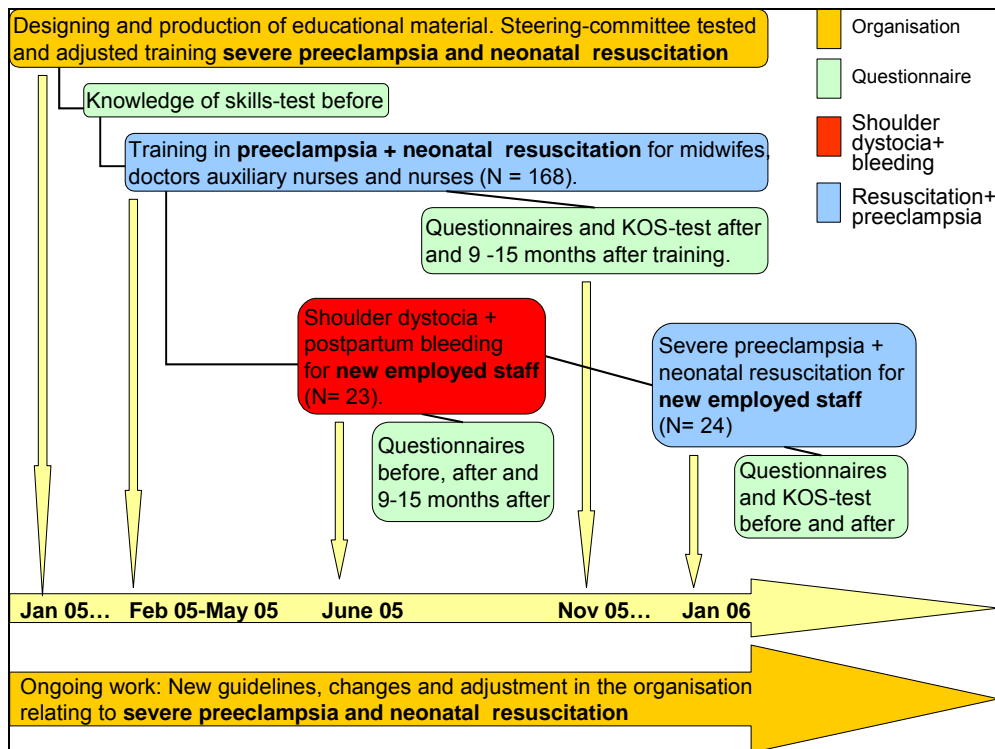 Designing and production of educational material. Steering-committee tested
and adjusted training severe preeclampsia and neonatal resuscitation
Organisation
Questionnaire
Shoulder
dystocia+
bleeding
Resuscitation+
preeclampsia
Knowledge of skills-test before
Training in preeclampsia + neonatal resuscitation for midwifes,
doctors auxiliary nurses and nurses (N = 168).
Questionnaires and KOS-test after
and 9 -15 months after training.
Shoulder dystocia +
postpartum bleeding
for new employed staff
(N= 23).
Severe preeclampsia +
neonatal resuscitation for
new employed staff
(N= 24)
Questionnaires
before, after and
9-15 months after
Questionnaires
and KOS-test
before and after
Jan 05… Feb 05-May 05 June 05 Nov 05… Jan 06
Ongoing work: New guidelines, changes and adjustment in the organisation
relating to severe preeclampsia and neonatal resuscitation